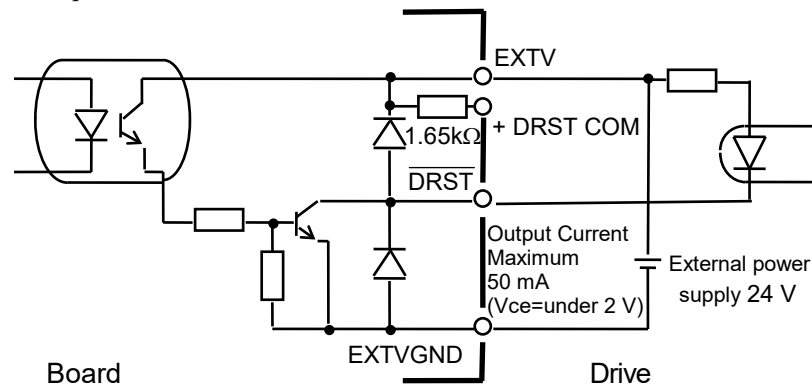 EXTV
1.65kΩ
+ DRST COM
DRST
Output Current
Maximum
50 mA
(Vce=under 2 V)
External power
supply 24 V
EXTVGND
Board
Drive